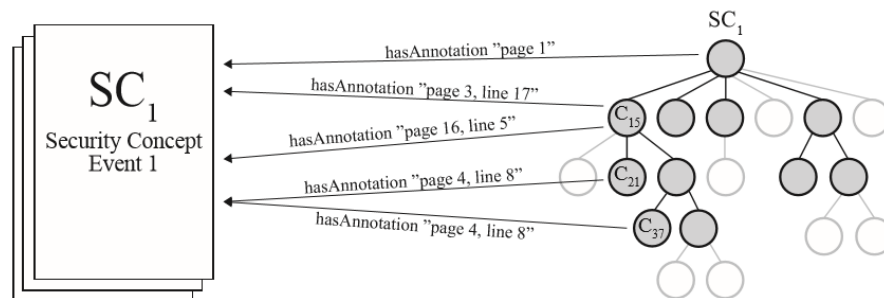 SC1
hasAnnotation ”page 1”
SC1
Security Concept
Event 1
hasAnnotation ”page 3, line 17”
C15
hasAnnotation ”page 16, line 5”
hasAnnotation ”page 4, line 8”
C21
hasAnnotation ”page 4, line 8”
C37